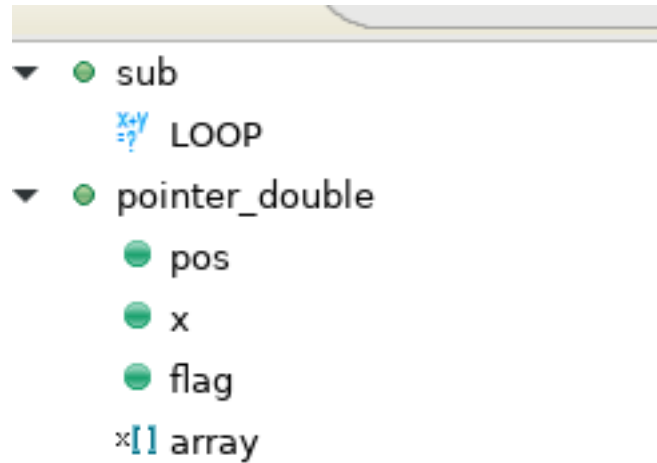 sub
x+y
=?
LOOP
pointer_double
pos
x
flag
x[] array